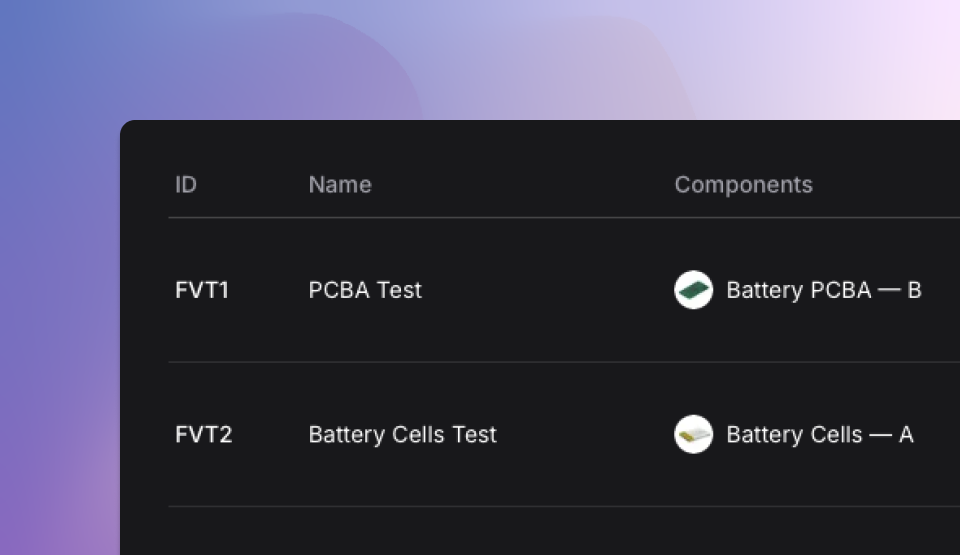 ID Name Components
FVT1 PCBA Test Battery PCBA — B
FVT2 Battery Cells Test Battery Cells — A